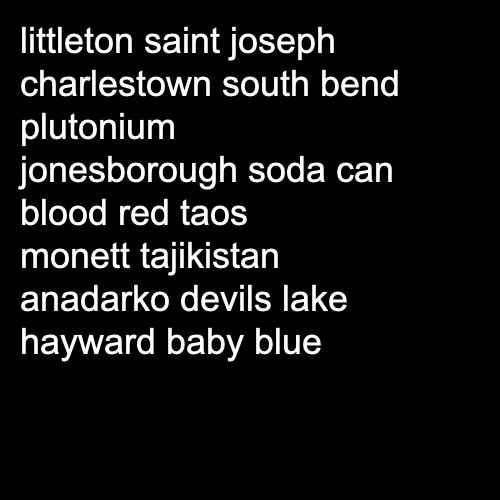 littleton saint joseph
charlestown south bend
plutonium
jonesborough soda can
blood red taos
monett tajikistan
anadarko devils lake
hayward baby blue